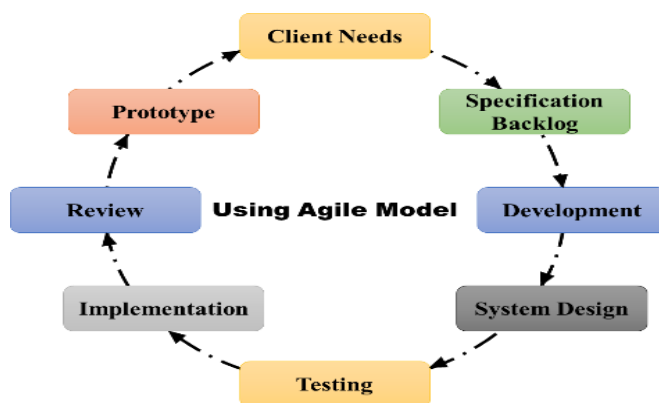 Client Needs
Prototype
Specification
Backlog
Review
Using Agile Model
Development
Implementation
System Design
Testing